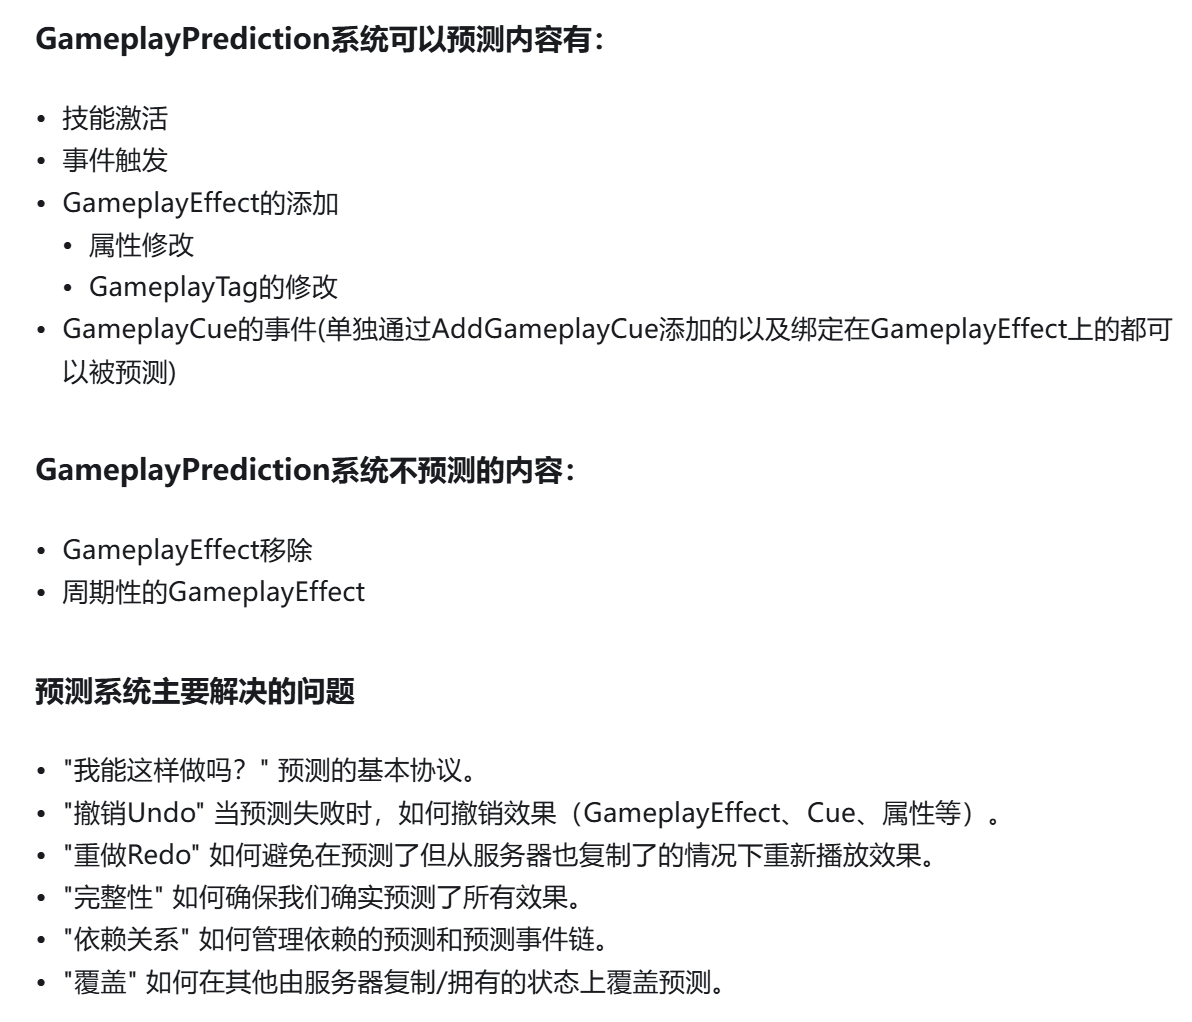 GameplayPrediction系统可以预测内容有：
• 技能激活
• 事件触发
• GameplayEffect的添加
• 属性修改
• GameplayTag的修改
• GameplayCue的事件(单独通过AddGameplayCue添加的以及绑定在GameplayEffect上的都可
以被预测)
GameplayPrediction系统不预测的内容：
• GameplayEffect移除
• 周期性的GameplayEffect
预测系统主要解决的问题
• "我能这样做吗？" 预测的基本协议。
• "撤销Undo" 当预测失败时，如何撤销效果（GameplayEffect、Cue、属性等）。
• "重做Redo" 如何避免在预测了但从服务器也复制了的情况下重新播放效果。
• "完整性" 如何确保我们确实预测了所有效果。
• "依赖关系" 如何管理依赖的预测和预测事件链。
• "覆盖" 如何在其他由服务器复制/拥有的状态上覆盖预测。